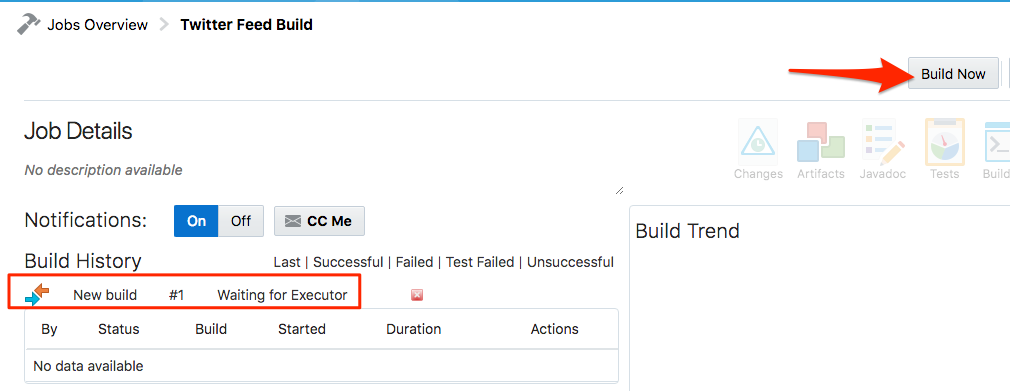 Jobs Overview Twitter Feed Build
Build Now
Job Details
No description available
Changes Artifacts Javadoc Tests Build
Notifications: On Off CC Me
Build Trend
Build History Last | Successful | Failed | Test Failed | Unsuccessful
New build #1 Waiting for Executor
By Status Build Started Duration Actions
No data available